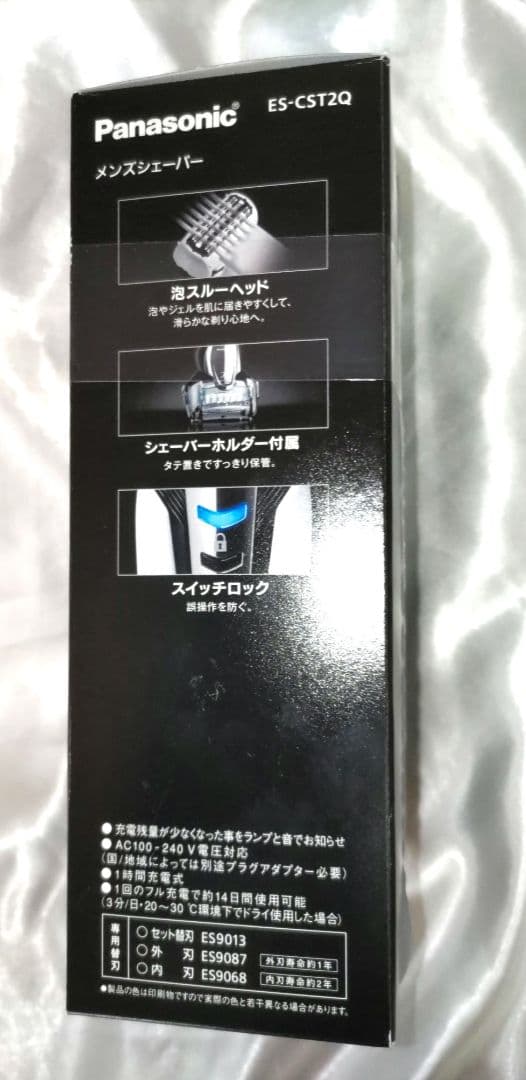 Panasonic® ES-CST2Q
メンズシェーバー
泡スルーヘッド
泡やジェルを肌に届きやすくして、
滑らかな剃り心地へ。
シェーバーホルダー付属
タテ置きですっきり保管。
スイッチロック
誤操作を防ぐ。
●充電残量が少なくなった事をランプと音でお知らせ
●AC100-240V電圧対応
(国/地域によっては別途プラグアダプター必要)
●1時間充電式
●1回のフル充電で約14日間使用可能
(3分/日・20〜30℃環境下でドライ使用した場合)
専用替刃
○セット替刃 ES9013
○外 刃 ES9087 外刃寿命約1年
○内 刃 ES9068 内刃寿命約2年
●製品の色は印刷物ですので実際の色と若干異なる場合があります。